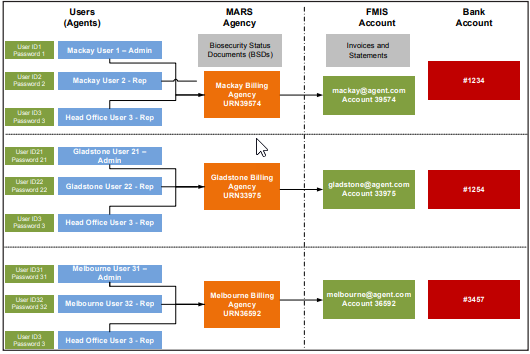 Users
(Agents)
MARS
Agency
FMIS
Account
Bank
Account
Biosecurity Status
Documents (BSDs)
Invoices and
Statements
User ID1
Password 1
Mackay User 1 – Admin
User ID2
Password 2
Mackay User 2 - Rep
User ID3
Password 3
Head Office User 3 - Rep
Mackay Billing
Agency
URN39574
mackay@agent.com
Account 39574
#1234
User ID21
Password 21
Gladstone User 21 –
Admin
User ID22
Password 22
Gladstone User 22 - Rep
User ID3
Password 3
Head Office User 3 - Rep
Gladstone Billing
Agency
URN33975
gladstone@agent.com
Account 33975
#1254
User ID31
Password 31
Melbourne User 31 –
Admin
User ID32
Password 32
Melbourne User 32 - Rep
User ID3
Password 3
Head Office User 3 - Rep
Melbourne Billing
Agency
URN36592
melbourne@agent.com
Account 36592
#3457